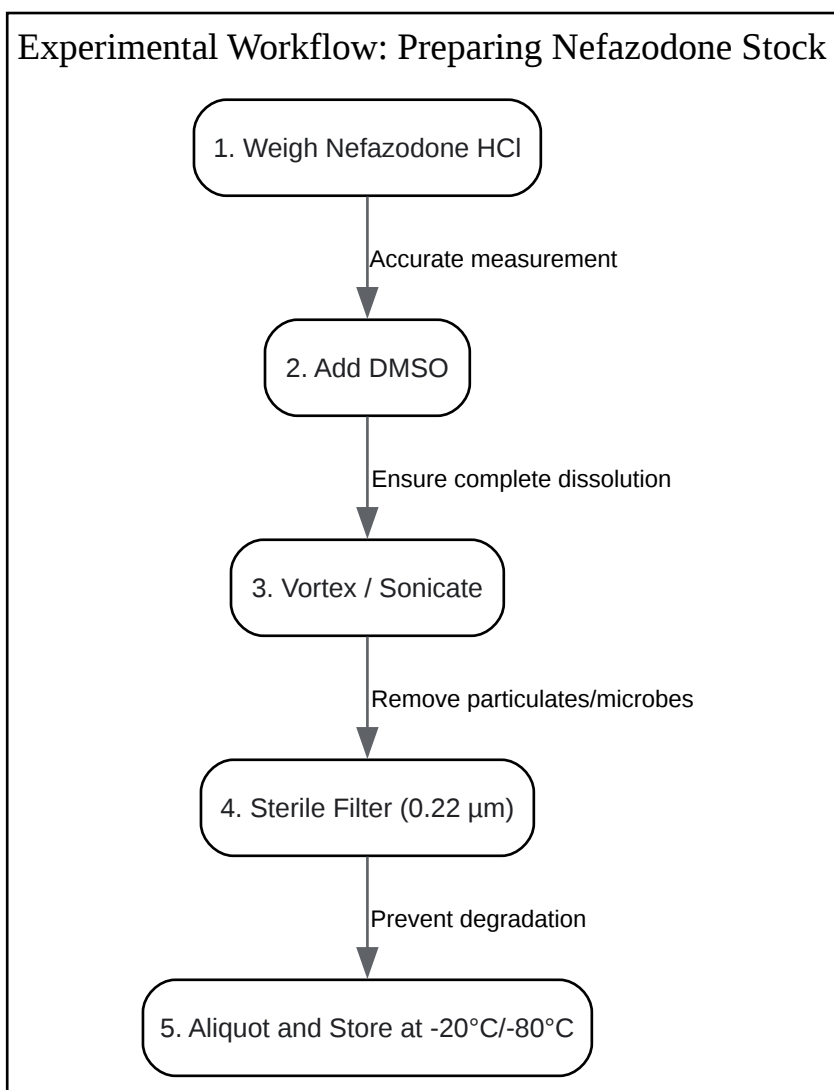 Experimental Workflow: Preparing Nefazodone Stock
1. Weigh Nefazodone HCl
Accurate measurement
2. Add DMSO
Ensure complete dissolution
3. Vortex / Sonicate
Remove particulates/microbes
4. Sterile Filter (0.22 µm)
Prevent degradation
5. Aliquot and Store at -20°C/-80°C